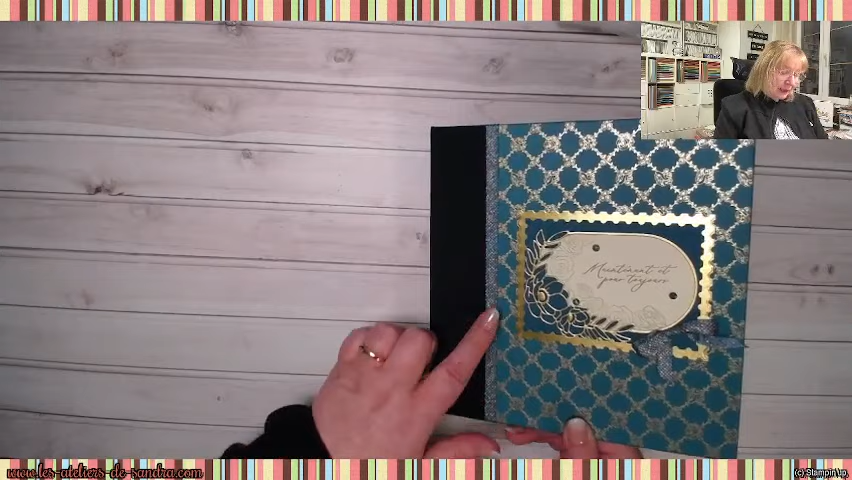 Maintenant et
pour toujours
www.les-ateliers-de-sandra.com
(c) Stampin'up